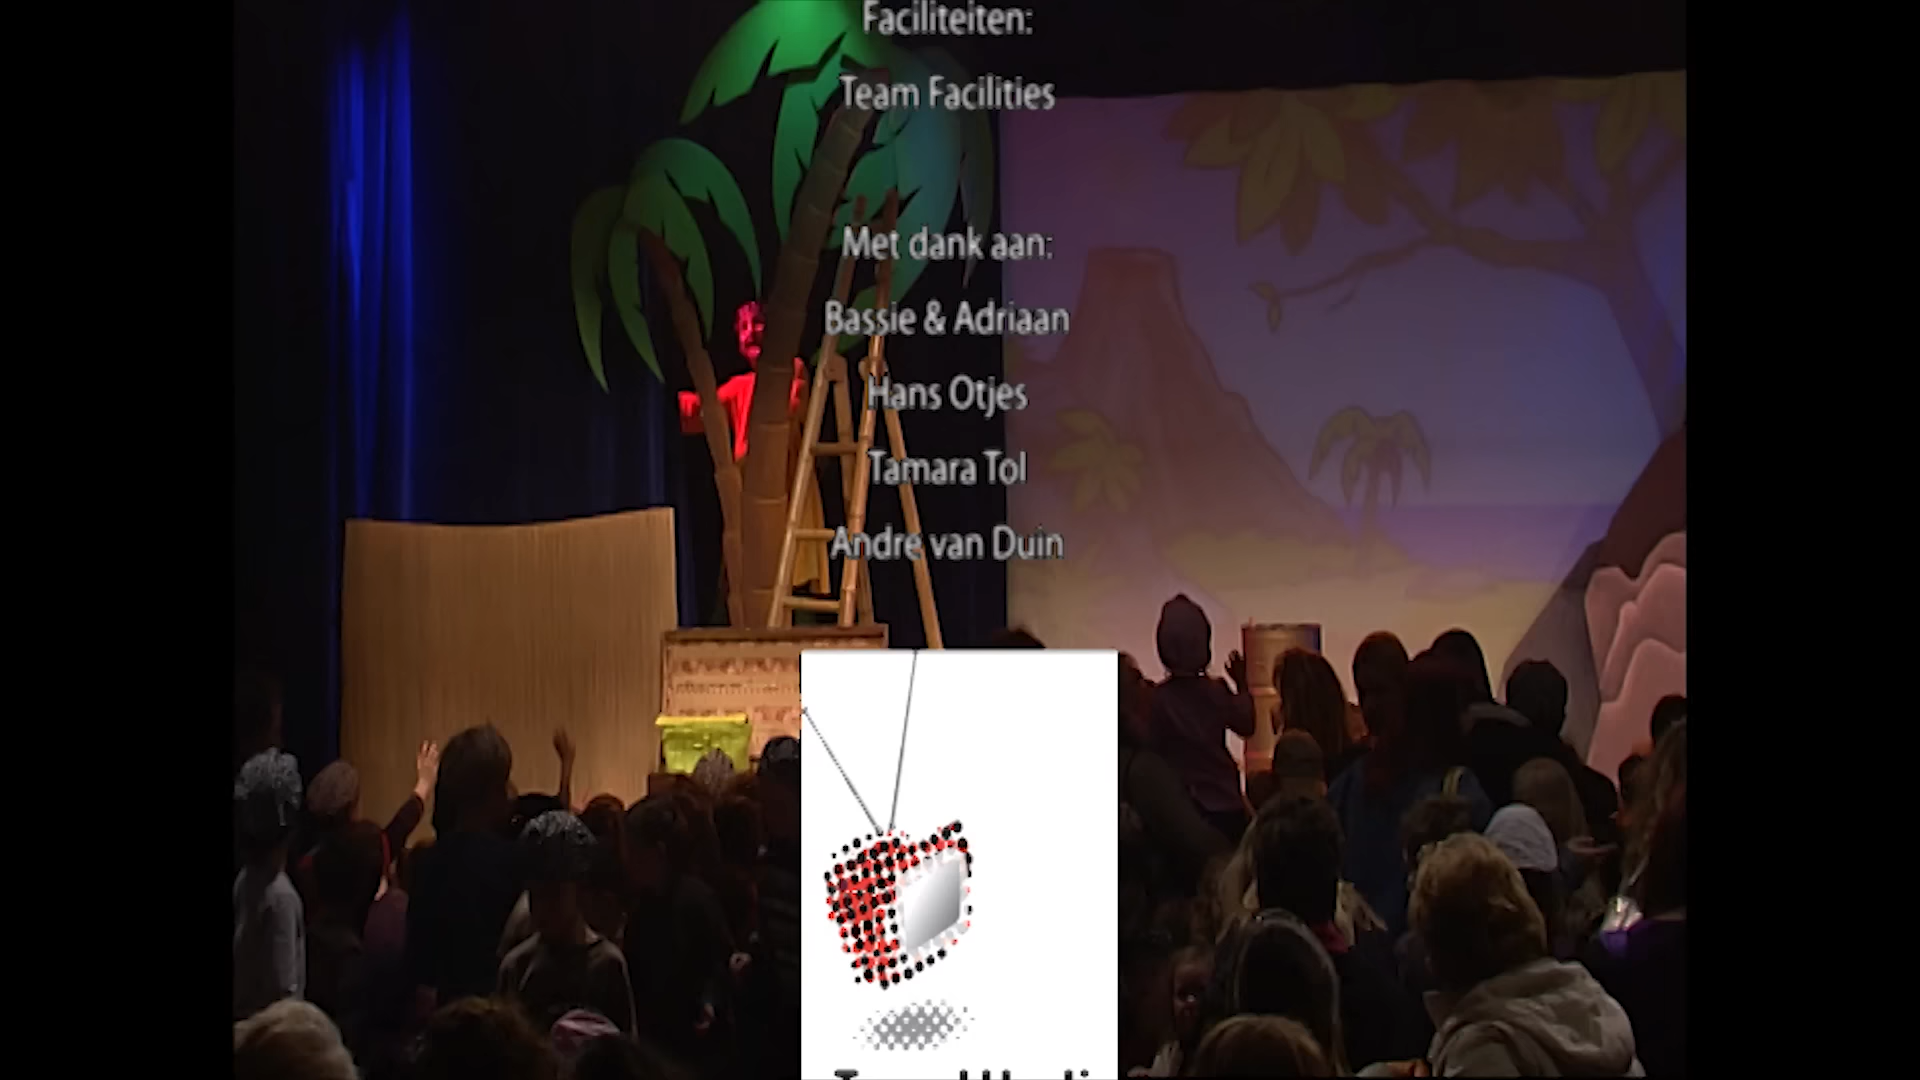 Faciliteiten:
Team Facilities
Met dank aan:
Bassie & Adriaan
Hans Otjes
Tamara Tol
Andre van Duin